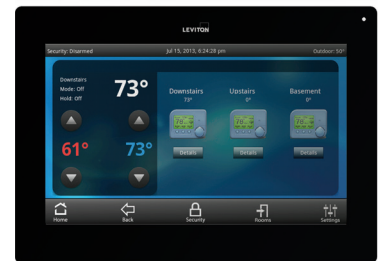 LEVITON
Security: Disarmed Jul 15, 2013, 6:24:28 pm Outdoor: 50°
Downstairs
Mode: Off
Hold: Off
73°
61° 73°
Downstairs Upstairs Basement
73° 0° 0°
Details Details Details
Home Back Security Rooms Settings